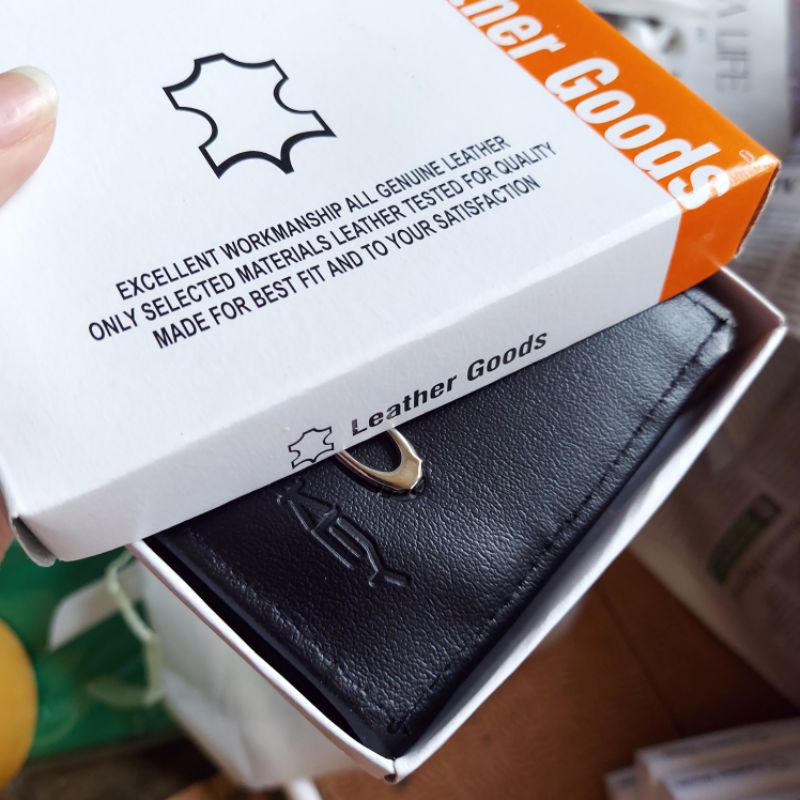 Goods
EXCELLENT WORKMANSHIP ALL GENUINE LEATHER
ONLY SELECTED MATERIALS LEATHER TESTED FOR QUALITY
MADE FOR BEST FIT AND TO YOUR SATISFACTION
Leather Goods
LIFE